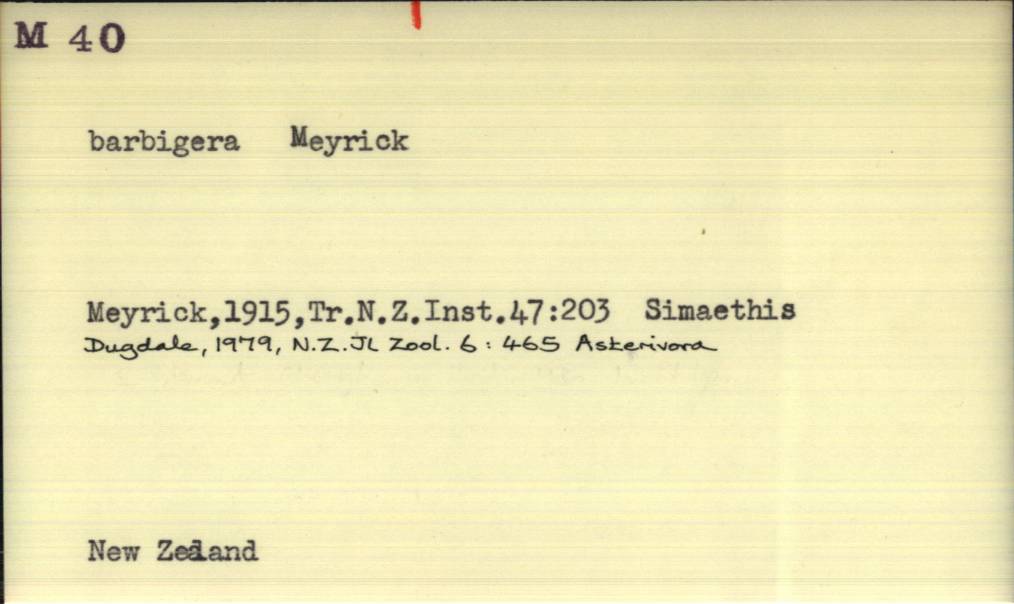 M 40
barbigera Meyrick
Meyrick,1915,Tr.N.Z.Inst.47:203 Simaethis
Dugdale, 1979, N.Z. Jl Zool. 6 : 465 Asterivora
New Zealand